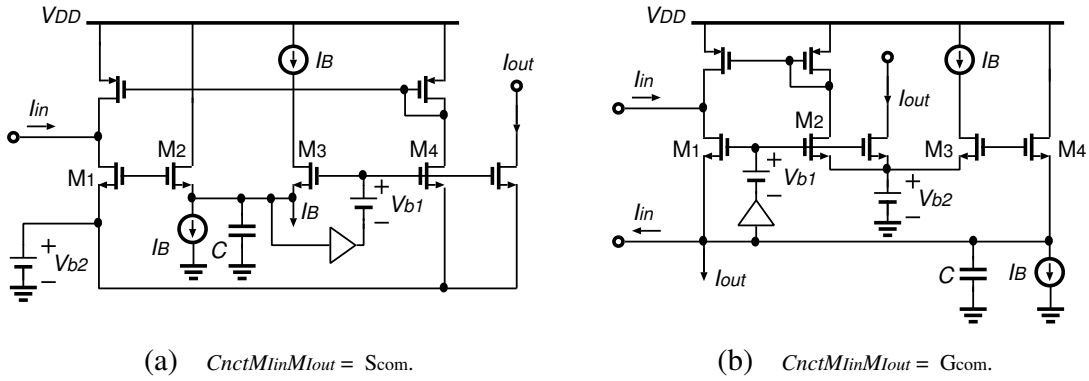 VDD
IB
Iout
Iin
M1
M2
M3
M4
IB
C
IB
Vb1
+
−
Vb2
+
−
(a) CnctMIinMIout = Scom.
VDD
IB
Iin
Iout
M1
M2
M3
M4
+
Vb1
−
+
Vb2
−
Iin
Iout
C
IB
(b) CnctMIinMIout = Gcom.